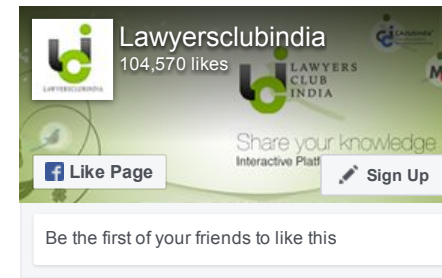 Lawyersclubindia
104,570 likes
LAWYERS
CLUB
INDIA
LAWYERSCLUBINDIA
Share your knowledge
Interactive Platf
Like Page
Sign Up
Be the first of your friends to like this